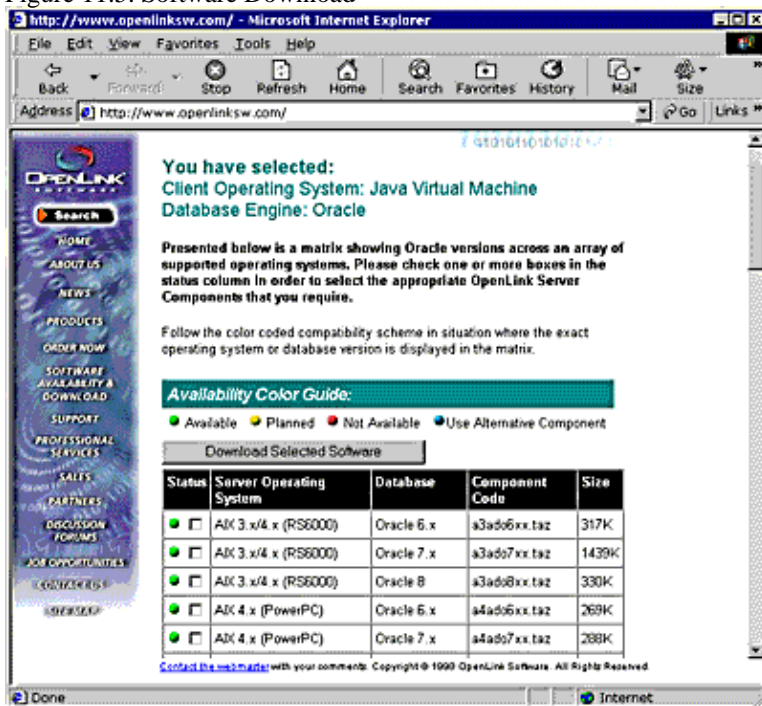 Figure 11.5. Software Download
http://www.openlinksw.com/ - Microsoft Internet Explorer
File Edit View Favorites Tools Help
Back Forward Stop Refresh Home Search Favorites History Mail Size
Address http://www.openlinksw.com/ Go Links
OPENLINK
SOFTWARE
Search
HOME
ABOUT US
NEWS
PRODUCTS
ORDER NOW
SOFTWARE
AVAILABILITY &
DOWNLOAD
SUPPORT
PROFESSIONAL
SERVICES
SALES
PARTNERS
DISCUSSION
FORUMS
JOB OPPORTUNITIES
CONTACT US
You have selected:
Client Operating System: Java Virtual Machine
Database Engine: Oracle
Presented below is a matrix showing Oracle versions across an array of
supported operating systems. Please check one or more boxes in the
status column in order to select the appropriate OpenLink Server
Components that you require.
Follow the color coded compatibility scheme in situation where the exact
operating system or database version is displayed in the matrix.
Availability Color Guide:
Available Planned Not Available Use Alternative Component
Download Selected Software
Status Server Operating System Database Component Code Size
AIX 3.x/4.x (RS6000) Oracle 6.x a3ado6xx.taz 317K
AIX 3.x/4.x (RS6000) Oracle 7.x a3ado7xx.taz 1439K
AIX 3.x/4.x (RS6000) Oracle 8 a3ado8xx.taz 330K
AIX 4.x (PowerPC) Oracle 6.x a4ado6xx.taz 269K
AIX 4.x (PowerPC) Oracle 7.x a4ado7xx.taz 288K
Contact the webmaster with your comments. Copyright © 1998 OpenLink Software. All Rights Reserved.
Done Internet